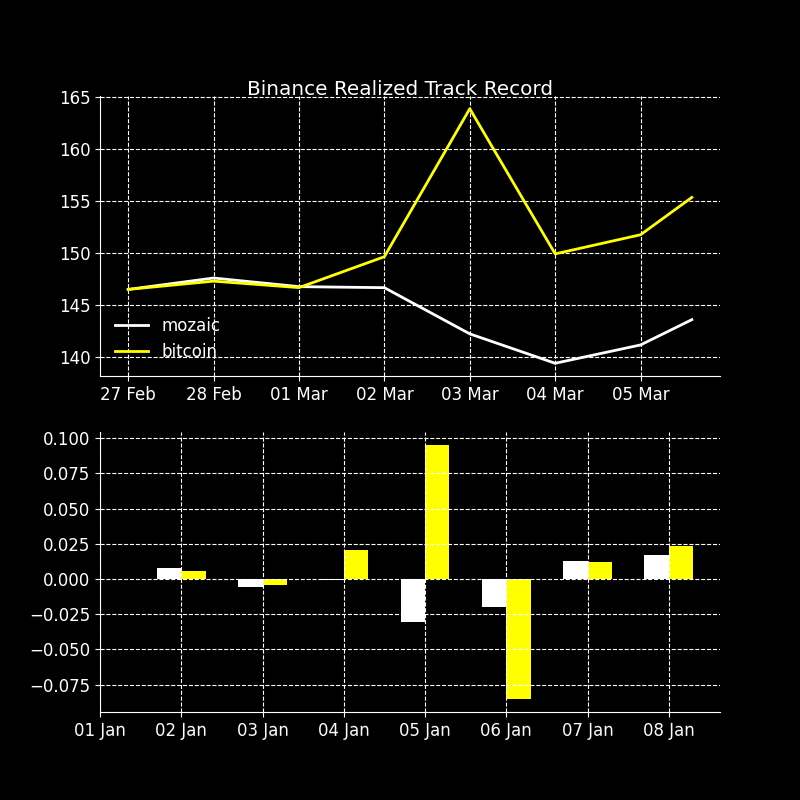 Binance Realized Track Record
165
160
155
150
145
140
mozaic
bitcoin
27 Feb 28 Feb 01 Mar 02 Mar 03 Mar 04 Mar 05 Mar
0.100
0.075
0.050
0.025
0.000
−0.025
−0.050
−0.075
01 Jan 02 Jan 03 Jan 04 Jan 05 Jan 06 Jan 07 Jan 08 Jan